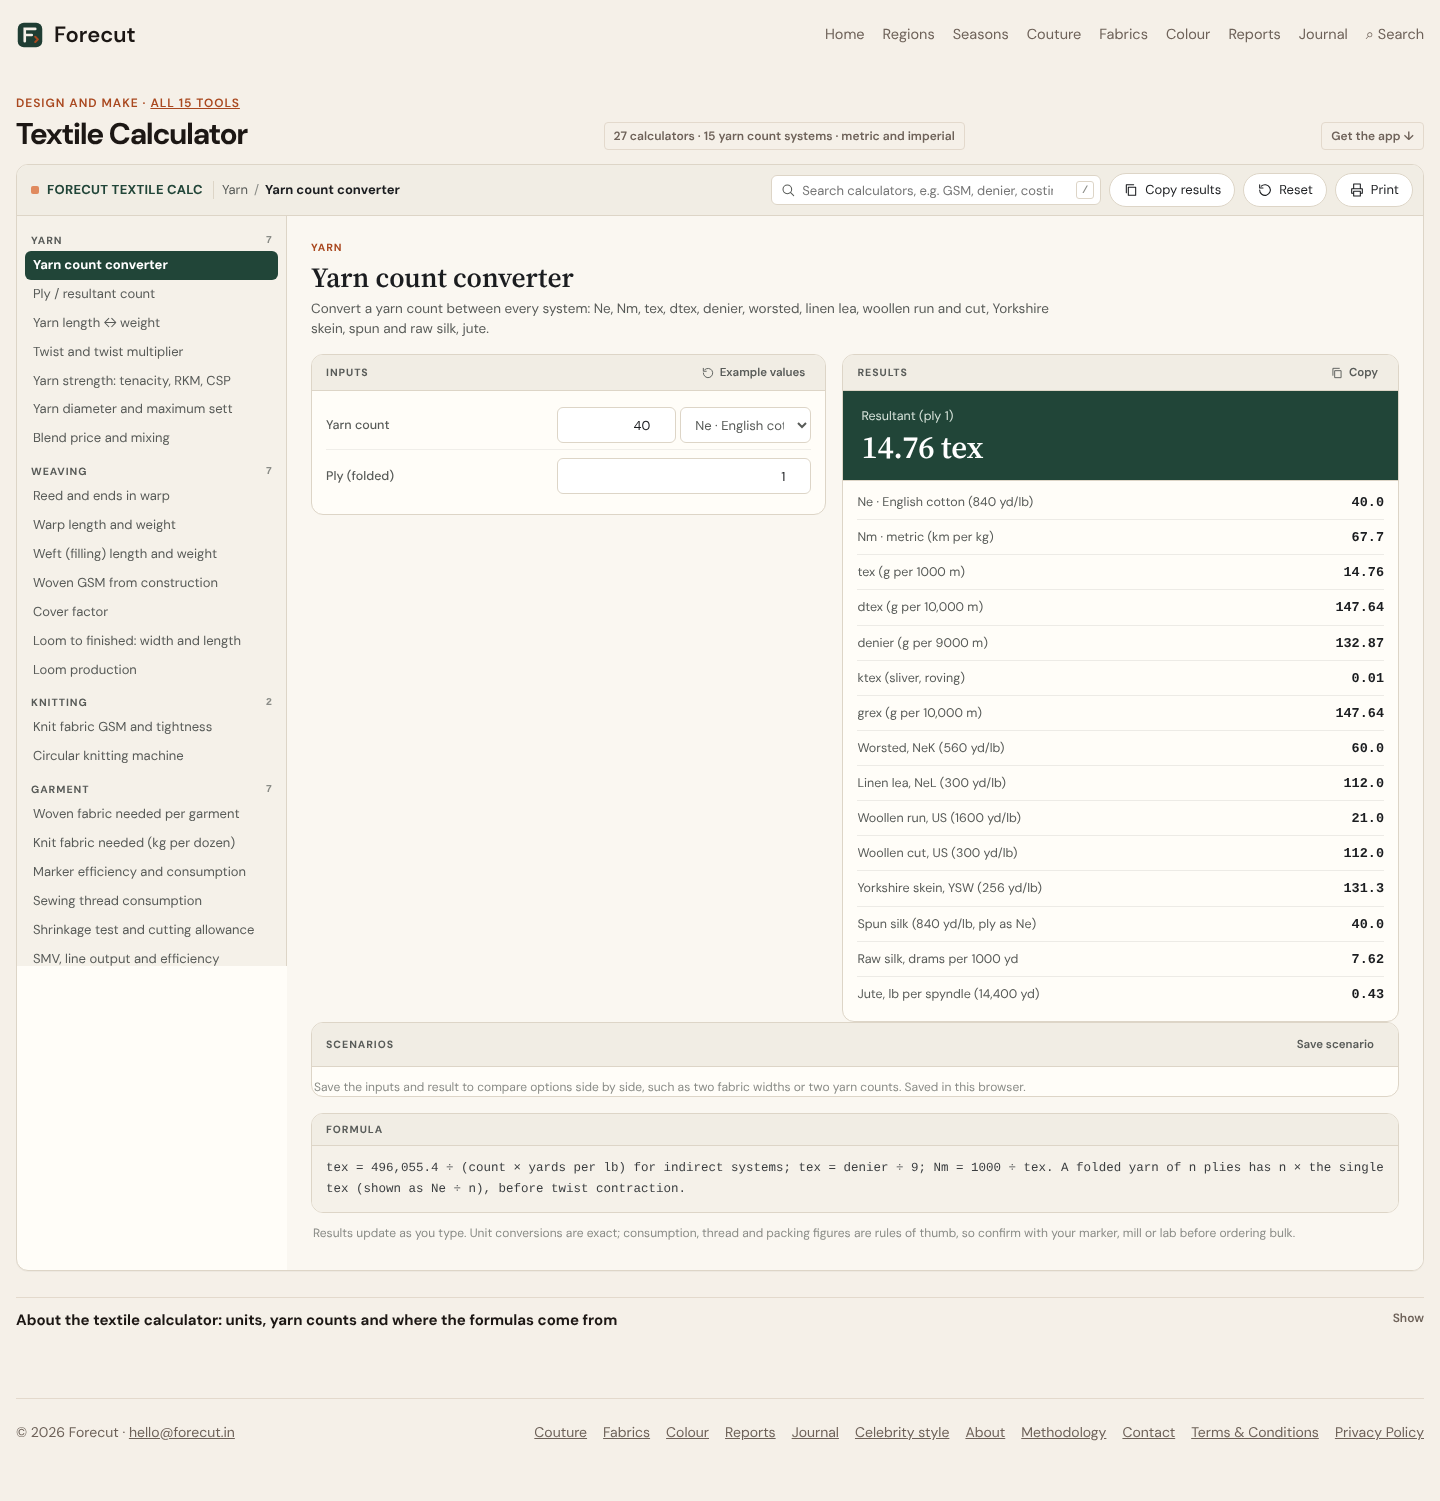 Forecut
Home Regions Seasons Couture Fabrics Colour Reports Journal ⌕ Search
DESIGN AND MAKE · ALL 15 TOOLS
Textile Calculator
27 calculators · 15 yarn count systems · metric and imperial
Get the app ↓
FORECUT TEXTILE CALC Yarn / Yarn count converter
Search calculators, e.g. GSM, denier, costin /
Copy results Reset Print
YARN 7
Yarn count converter
Ply / resultant count
Yarn length ↔ weight
Twist and twist multiplier
Yarn strength: tenacity, RKM, CSP
Yarn diameter and maximum sett
Blend price and mixing
WEAVING 7
Reed and ends in warp
Warp length and weight
Weft (filling) length and weight
Woven GSM from construction
Cover factor
Loom to finished: width and length
Loom production
KNITTING 2
Knit fabric GSM and tightness
Circular knitting machine
GARMENT 7
Woven fabric needed per garment
Knit fabric needed (kg per dozen)
Marker efficiency and consumption
Sewing thread consumption
Shrinkage test and cutting allowance
SMV, line output and efficiency
YARN
Yarn count converter
Convert a yarn count between every system: Ne, Nm, tex, dtex, denier, worsted, linen lea, woollen run and cut, Yorkshire
skein, spun and raw silk, jute.
INPUTS Example values
Yarn count 40 Ne · English cot
Ply (folded) 1
RESULTS Copy
Resultant (ply 1)
14.76 tex
Ne · English cotton (840 yd/lb) 40.0
Nm · metric (km per kg) 67.7
tex (g per 1000 m) 14.76
dtex (g per 10,000 m) 147.64
denier (g per 9000 m) 132.87
ktex (sliver, roving) 0.01
grex (g per 10,000 m) 147.64
Worsted, NeK (560 yd/lb) 60.0
Linen lea, NeL (300 yd/lb) 112.0
Woollen run, US (1600 yd/lb) 21.0
Woollen cut, US (300 yd/lb) 112.0
Yorkshire skein, YSW (256 yd/lb) 131.3
Spun silk (840 yd/lb, ply as Ne) 40.0
Raw silk, drams per 1000 yd 7.62
Jute, lb per spyndle (14,400 yd) 0.43
SCENARIOS Save scenario
Save the inputs and result to compare options side by side, such as two fabric widths or two yarn counts. Saved in this browser.
FORMULA
tex = 496,055.4 ÷ (count × yards per lb) for indirect systems; tex = denier ÷ 9; Nm = 1000 ÷ tex. A folded yarn of n plies has n × the single
tex (shown as Ne ÷ n), before twist contraction.
Results update as you type. Unit conversions are exact; consumption, thread and packing figures are rules of thumb, so confirm with your marker, mill or lab before ordering bulk.
About the textile calculator: units, yarn counts and where the formulas come from Show
© 2026 Forecut · hello@forecut.in
Couture Fabrics Colour Reports Journal Celebrity style About Methodology Contact Terms & Conditions Privacy Policy